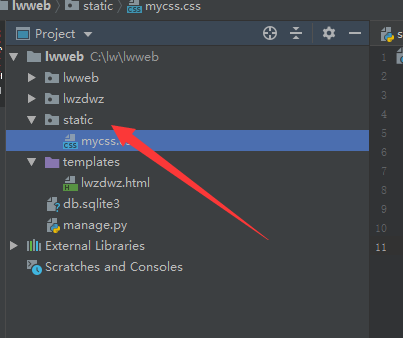 lwweb static mycss.css
Project
lwweb C:\lw\lwweb
lwweb
lwzdwz
static
mycss.
templates
lwzdwz.html
db.sqlite3
manage.py
External Libraries
Scratches and Consoles
1
2
3
4
5
6
7
8
9
10
11